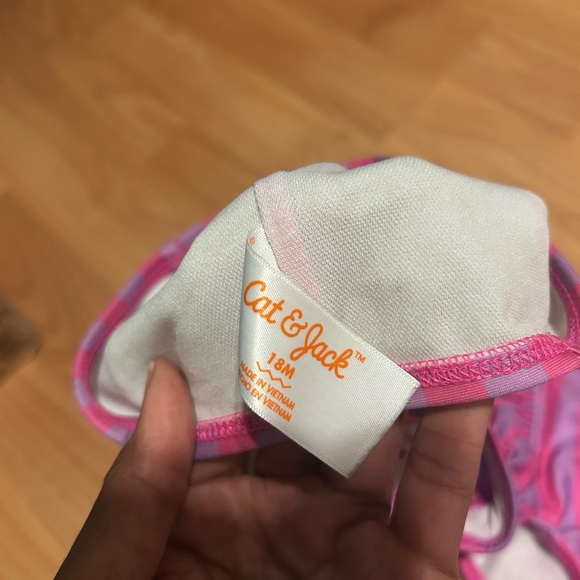 Cat & Jack™
18M
MADE IN VIETNAM
HECHO EN VIETNAM